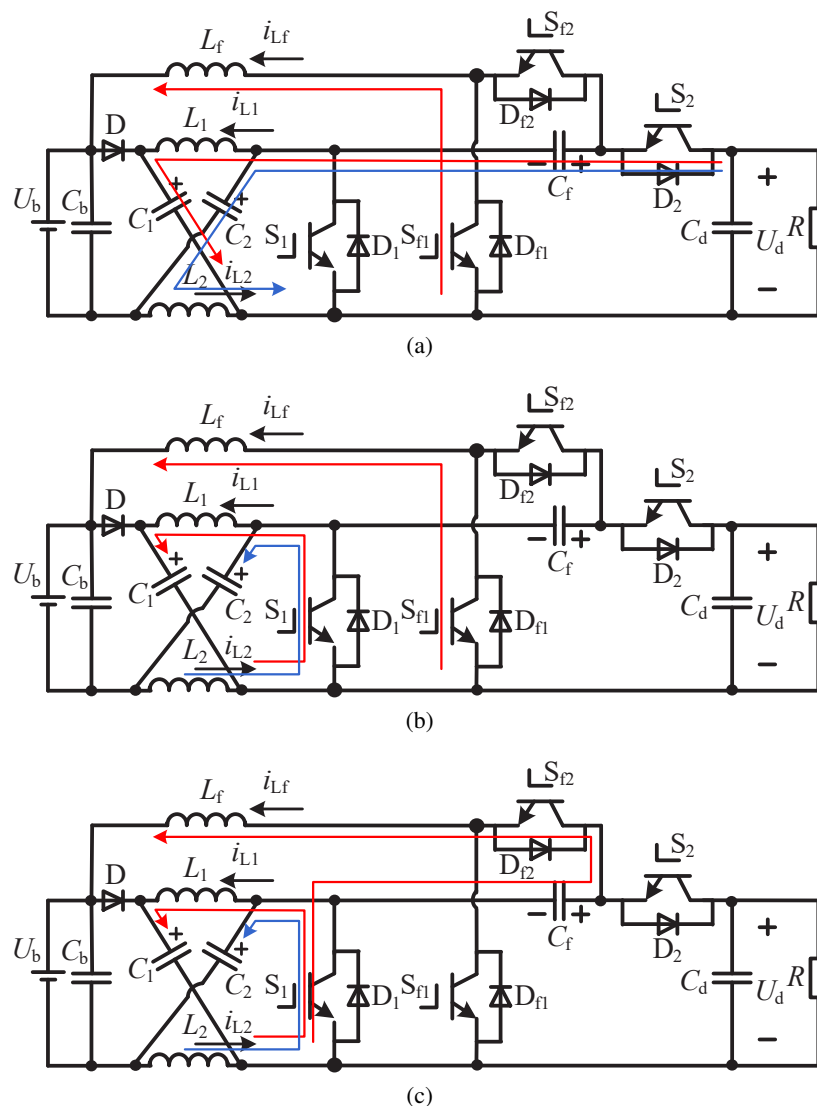 Lf iLf Sf2
D L1 iL1 Df2 S2
Ub Cb C1 + C2 + S1 D1 Sf1 Df1 − Cf + D2 Cd + Ud − R
L2 iL2
(a)
Lf iLf Sf2
D L1 iL1 Df2 S2
Ub Cb C1 + C2 + S1 D1 Sf1 Df1 − Cf + D2 Cd + Ud − R
L2 iL2
(b)
Lf iLf Sf2
D L1 iL1 Df2 S2
Ub Cb C1 + C2 + S1 D1 Sf1 Df1 − Cf + D2 Cd + Ud − R
L2 iL2
(c)